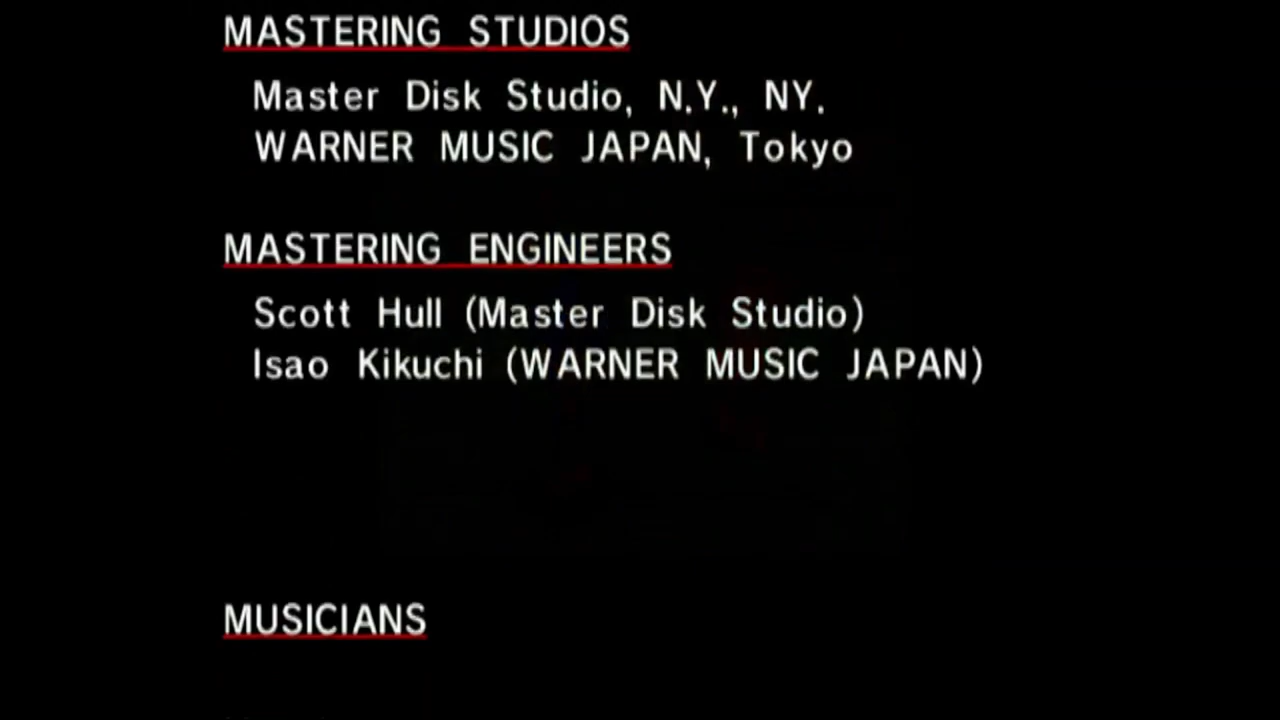 MASTERING STUDIOS
Master Disk Studio, N.Y., NY.
WARNER MUSIC JAPAN, Tokyo
MASTERING ENGINEERS
Scott Hull (Master Disk Studio)
Isao Kikuchi (WARNER MUSIC JAPAN)
MUSICIANS